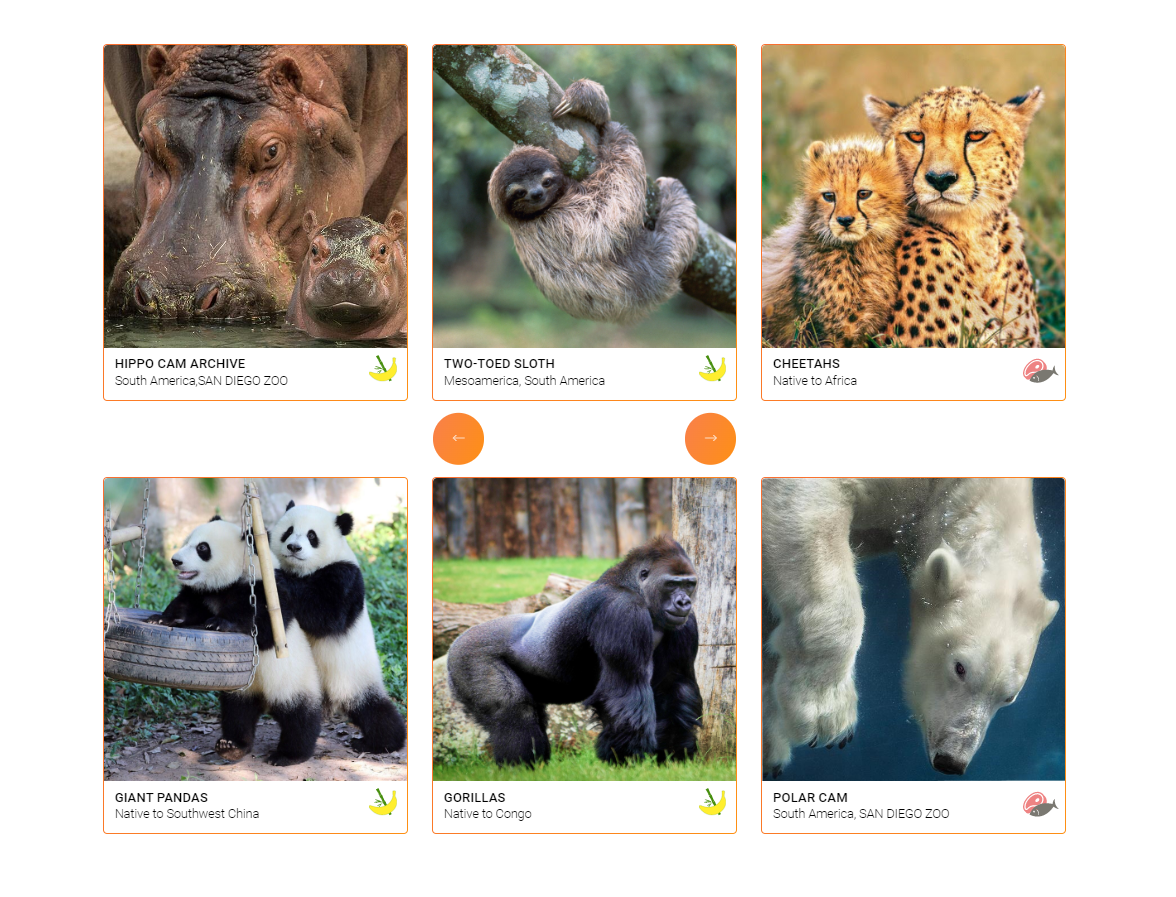 HIPPO CAM ARCHIVE
South America,SAN DIEGO ZOO
TWO-TOED SLOTH
Mesoamerica, South America
CHEETAHS
Native to Africa
GIANT PANDAS
Native to Southwest China
GORILLAS
Native to Congo
POLAR CAM
South America, SAN DIEGO ZOO